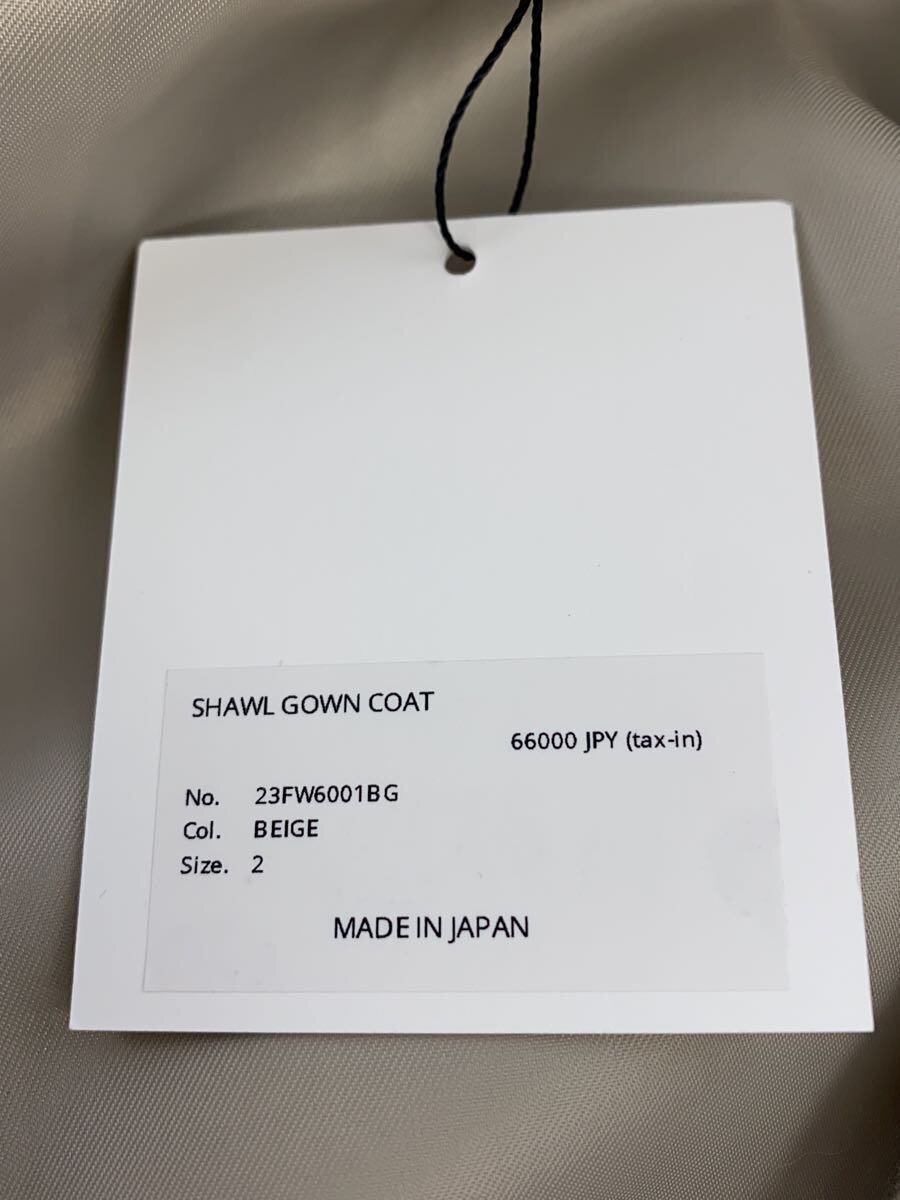 SHAWL GOWN COAT
66000 JPY (tax-in)
No. 23FW6001BG
Col. BEIGE
Size. 2
MADE IN JAPAN